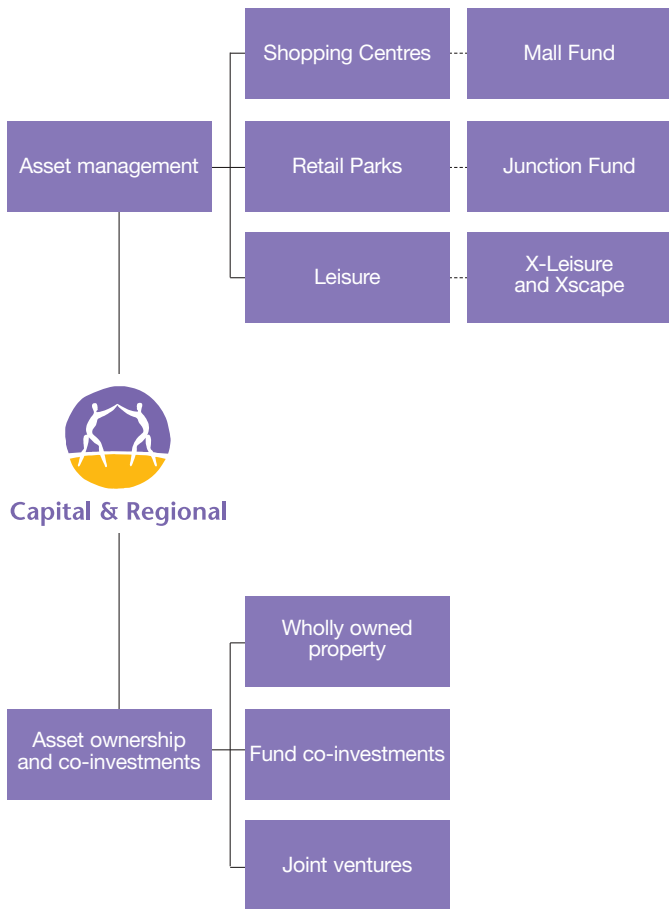 Shopping Centres
Mall Fund
Asset management
Retail Parks
Junction Fund
Leisure
X-Leisure
and Xscape
Capital & Regional
Wholly owned
property
Asset ownership
and co-investments
Fund co-investments
Joint ventures